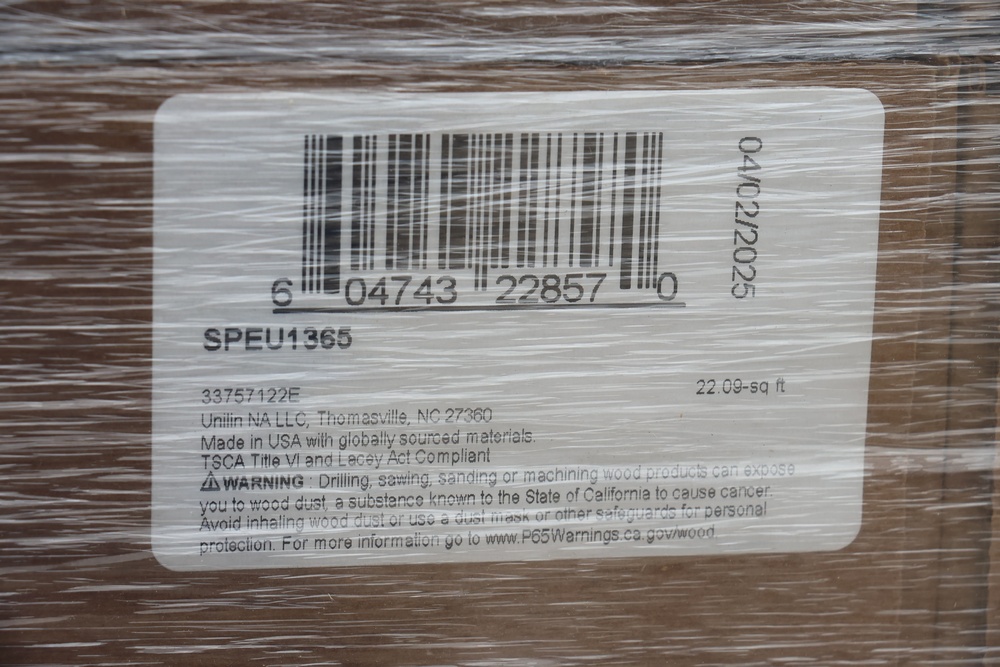 6 04743 22857 0
04/02/2025
SPEU1365
33757122E
22.09-sq ft
Unilin NA LLC, Thomasville, NC 27360
Made in USA with globally sourced materials.
TSCA Title VI and Lacey Act Compliant
⚠WARNING : Drilling, sawing, sanding or machining wood products can expose
you to wood dust, a substance known to the State of California to cause cancer.
Avoid inhaling wood dust or use a dust mask or other safeguards for personal
protection. For more information go to www.P65Warnings.ca.gov/wood.